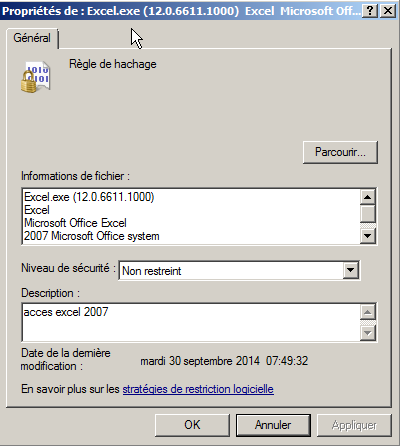 Propriétés de : Excel.exe (12.0.6611.1000) Excel Microsoft Off...
Général
Règle de hachage
Parcourir...
Informations de fichier :
Excel.exe (12.0.6611.1000)
Excel
Microsoft Office Excel
2007 Microsoft Office system
Niveau de sécurité : Non restreint
Description :
acces excel 2007
Date de la dernière
modification : mardi 30 septembre 2014 07:49:32
En savoir plus sur les stratégies de restriction logicielle
OK Annuler Appliquer